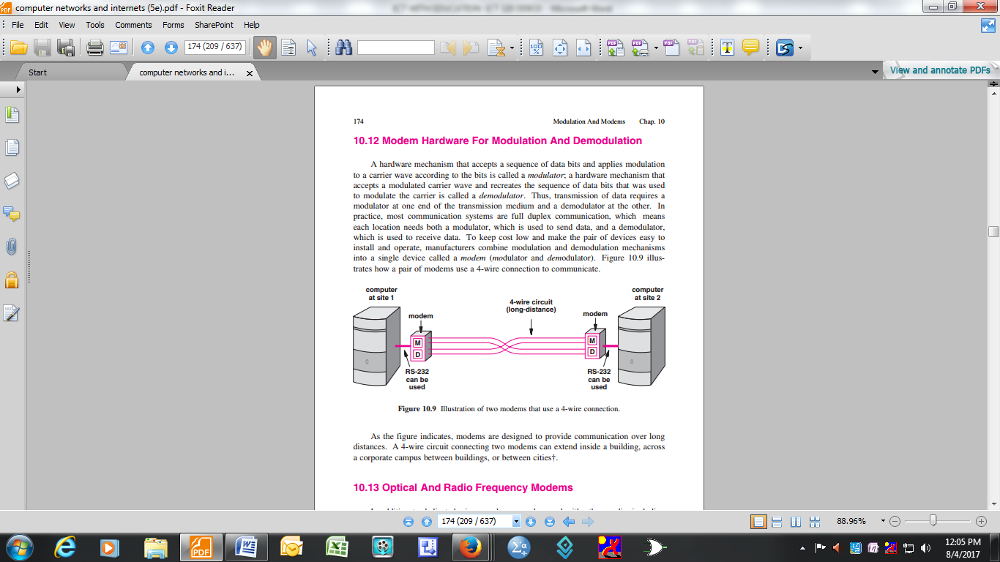 computer networks and internets (5e).pdf - Foxit Reader
File Edit View Tools Comments Forms SharePoint Help
174 (209 / 637)
Start
computer networks and i...
View and annotate PDFs
174
Modulation And Modems Chap. 10
10.12 Modem Hardware For Modulation And Demodulation
A hardware mechanism that accepts a sequence of data bits and applies modulation
to a carrier wave according to the bits is called a modulator; a hardware mechanism that
accepts a modulated carrier wave and recreates the sequence of data bits that was used
to modulate the carrier is called a demodulator. Thus, transmission of data requires a
modulator at one end of the transmission medium and a demodulator at the other. In
practice, most communication systems are full duplex communication, which means
each location needs both a modulator, which is used to send data, and a demodulator,
which is used to receive data. To keep cost low and make the pair of devices easy to
install and operate, manufacturers combine modulation and demodulation mechanisms
into a single device called a modem (modulator and demodulator). Figure 10.9 illus-
trates how a pair of modems use a 4-wire connection to communicate.
computer
at site 1
modem
4-wire circuit
(long-distance)
modem
computer
at site 2
M
D
M
D
RS-232
can be
used
RS-232
can be
used
Figure 10.9 Illustration of two modems that use a 4-wire connection.
As the figure indicates, modems are designed to provide communication over long
distances. A 4-wire circuit connecting two modems can extend inside a building, across
a corporate campus between buildings, or between cities†.
10.13 Optical And Radio Frequency Modems
174 (209 / 637)
88.96%
12:05 PM
8/4/2017